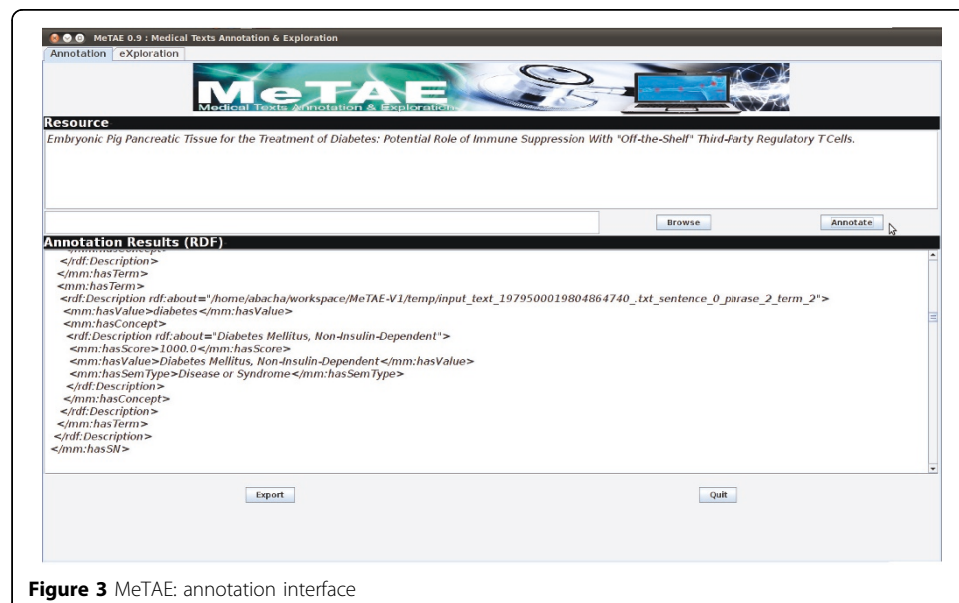 MeTAE 0.9 : Medical Texts Annotation & Exploration
Annotation eXploration
MeTAE
Medical Texts Annotation & Exploration
Resource
Embryonic Pig Pancreatic Tissue for the Treatment of Diabetes: Potential Role of Immune Suppression With "Off-the-Shelf" Third-Party Regulatory T Cells.
Browse Annotate
Annotation Results (RDF)
</mm:hasConcept>
</rdf:Description>
</mm:hasTerm>
<mm:hasTerm>
<rdf:Description rdf:about="/home/abacha/workspace/MeTAE-V1/temp/input_text_1979500019804864740_.txt_sentence_0_parase_2_term_2">
<mm:hasValue>diabetes</mm:hasValue>
<mm:hasConcept>
<rdf:Description rdf:about="Diabetes Mellitus, Non-Insulin-Dependent">
<mm:hasScore>1000.0</mm:hasScore>
<mm:hasValue>Diabetes Mellitus, Non-Insulin-Dependent</mm:hasValue>
<mm:hasSemType>Disease or Syndrome</mm:hasSemType>
</rdf:Description>
</mm:hasConcept>
</rdf:Description>
</mm:hasTerm>
</rdf:Description>
</mm:hasSN>
Export Quit
Figure 3 MeTAE: annotation interface